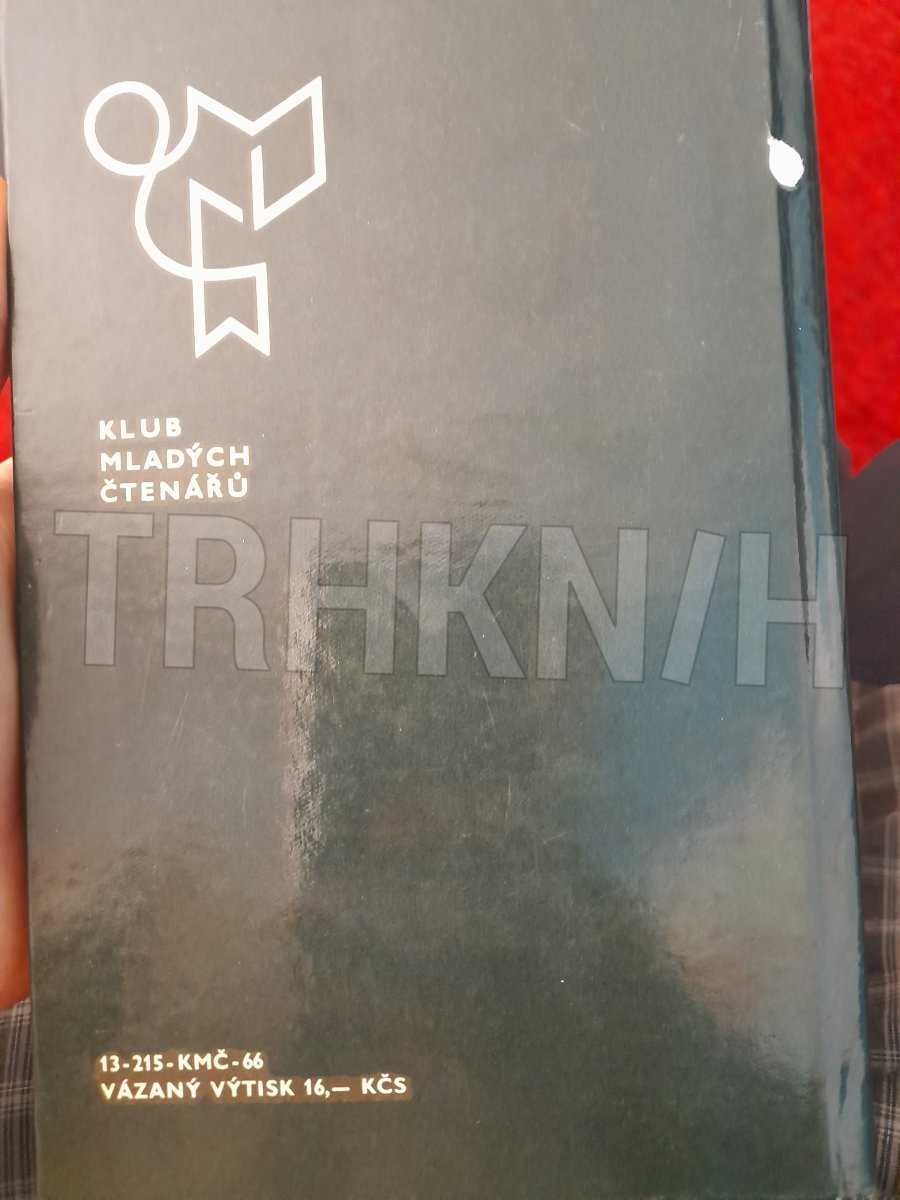 KLUB
MLADÝCH
ČTENÁŘŮ
TRHKN/H
13-215-KMČ-66
VÁZANÝ VÝTISK 16,— KČS